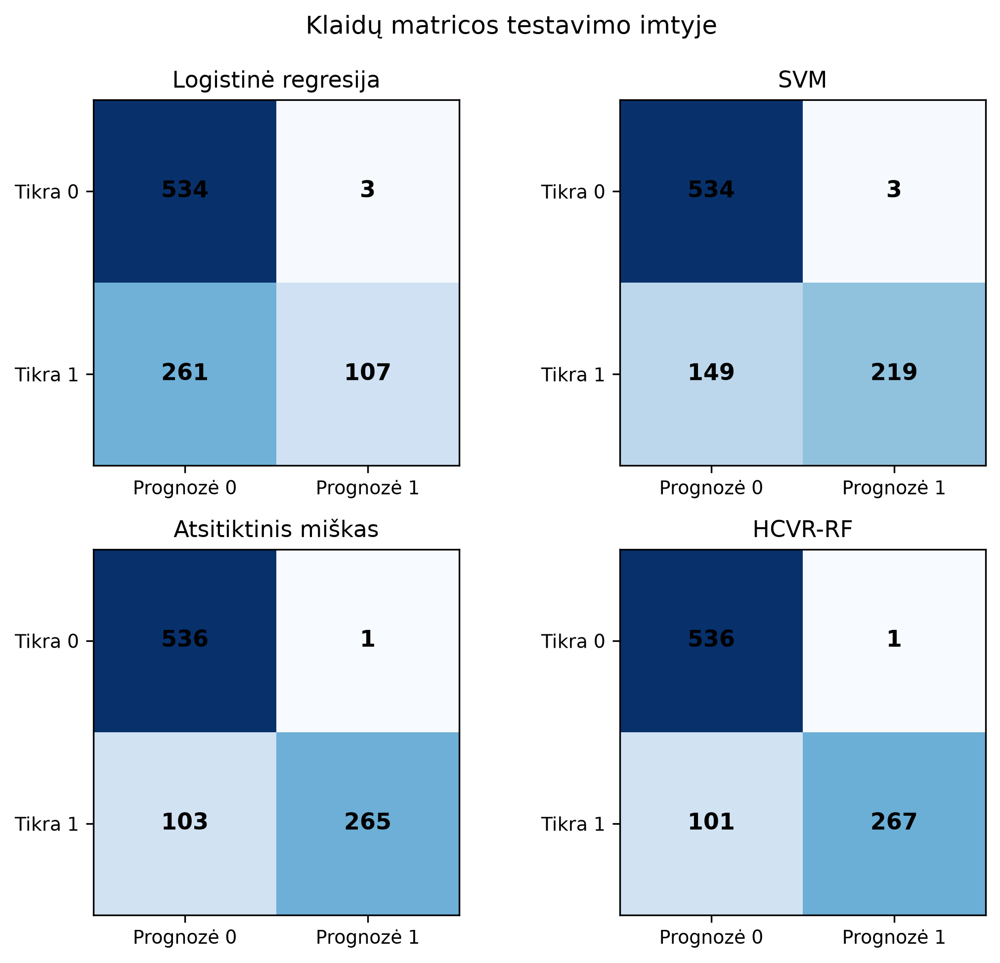 Klaidų matricos testavimo imtyje
Logistinė regresija
Tikra 0
534
3
Tikra 1
261
107
Prognozė 0
Prognozė 1
SVM
Tikra 0
534
3
Tikra 1
149
219
Prognozė 0
Prognozė 1
Atsitiktinis miškas
Tikra 0
536
1
Tikra 1
103
265
Prognozė 0
Prognozė 1
HCVR-RF
Tikra 0
536
1
Tikra 1
101
267
Prognozė 0
Prognozė 1